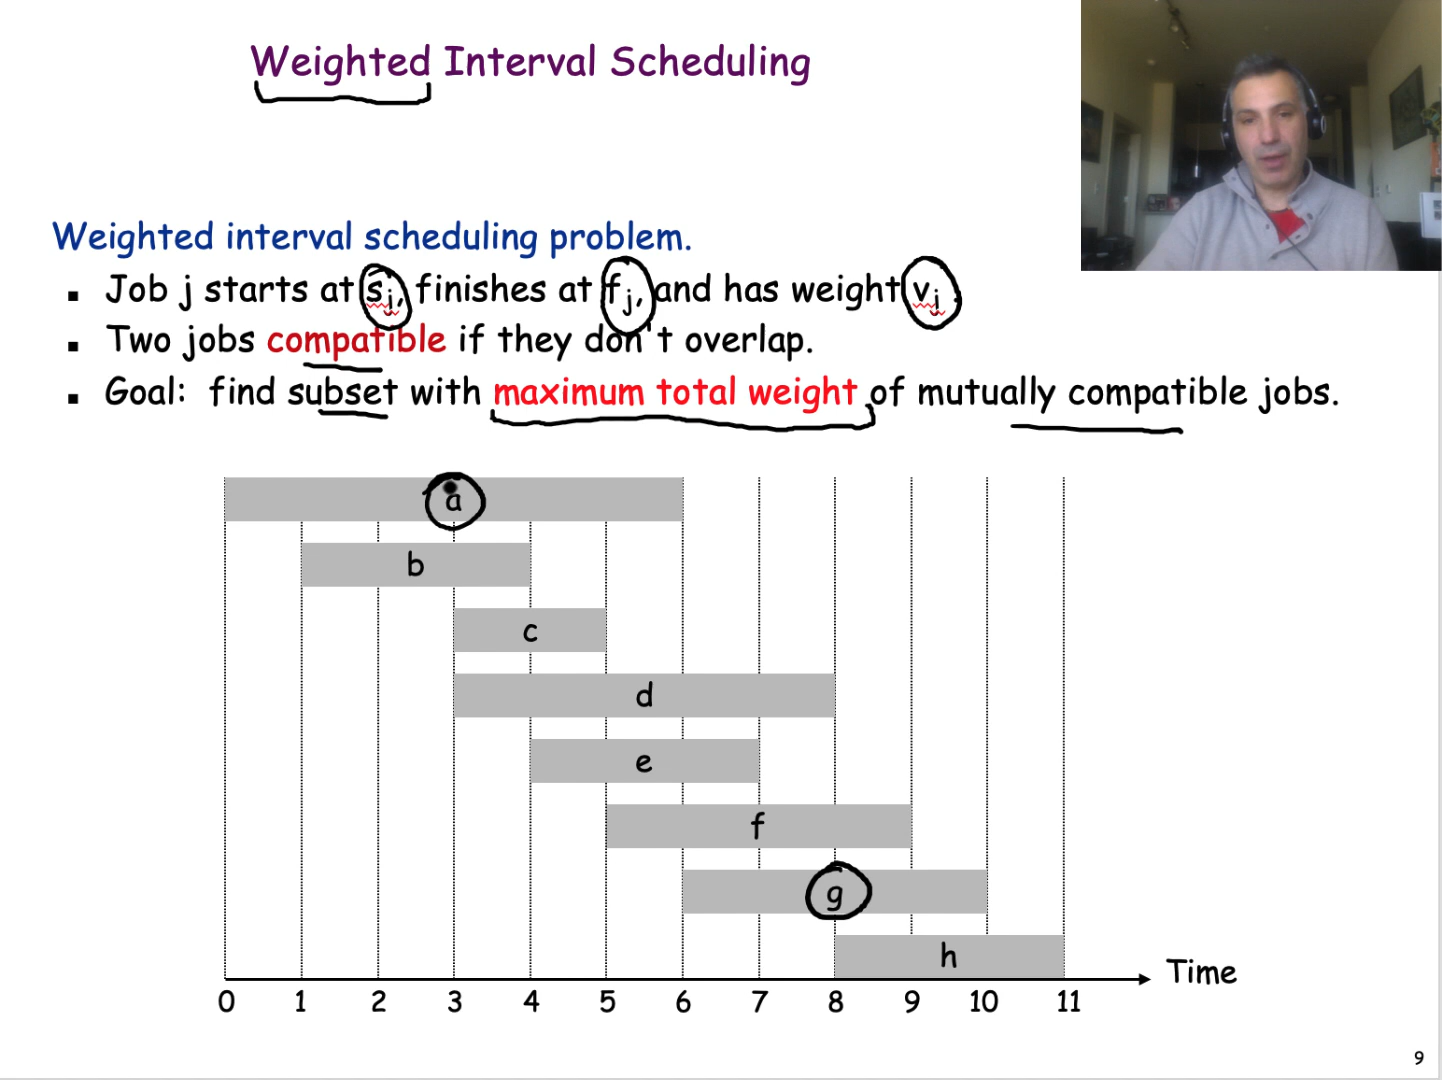 Weighted Interval Scheduling
Weighted interval scheduling problem.
▪ Job j starts at sj, finishes at fj, and has weight vj.
▪ Two jobs compatible if they don't overlap.
▪ Goal: find subset with maximum total weight of mutually compatible jobs.
a
b
c
d
e
f
g
h
Time
0 1 2 3 4 5 6 7 8 9 10 11
9